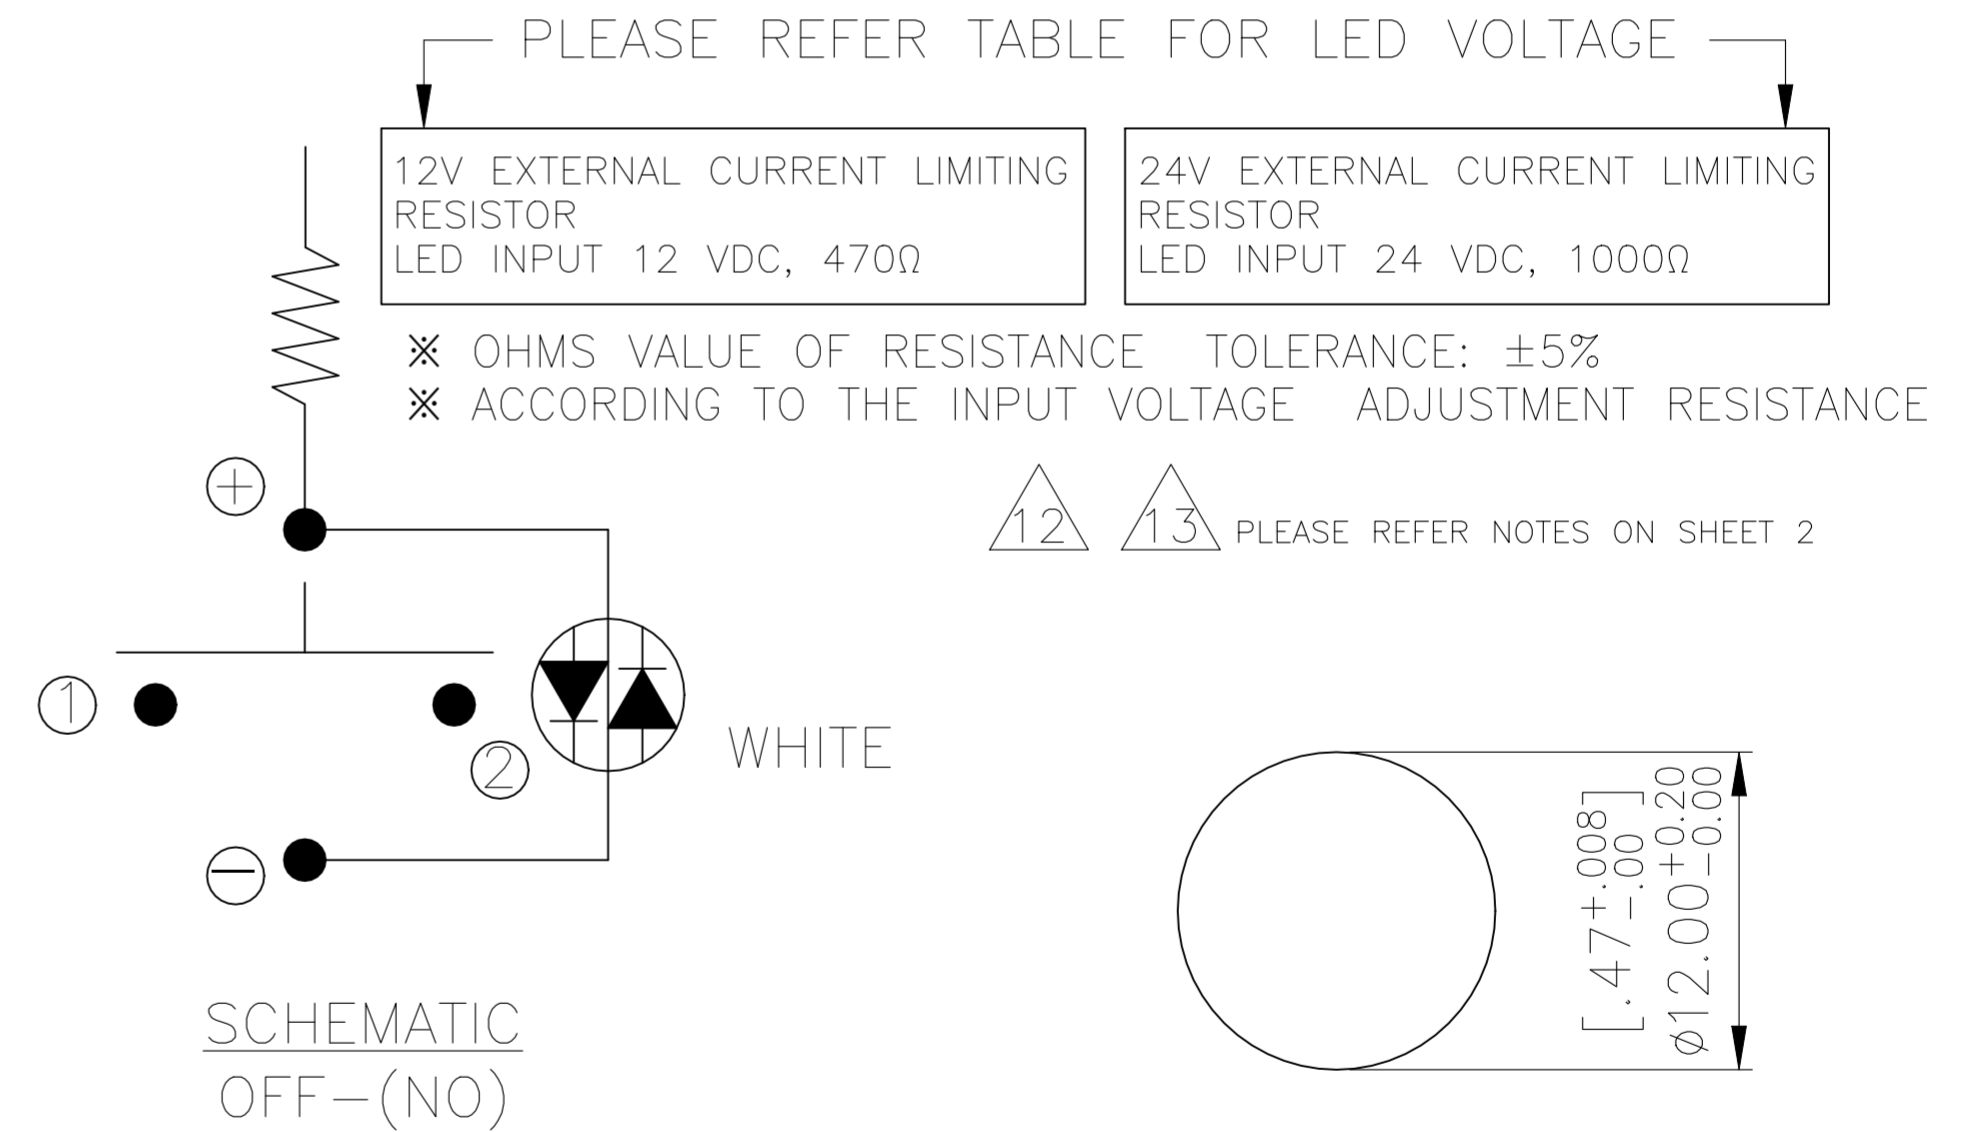 PLEASE REFER TABLE FOR LED VOLTAGE
12V EXTERNAL CURRENT LIMITING
RESISTOR
LED INPUT 12 VDC, 470Ω
24V EXTERNAL CURRENT LIMITING
RESISTOR
LED INPUT 24 VDC, 1000Ω
※ OHMS VALUE OF RESISTANCE TOLERANCE: ±5%
※ ACCORDING TO THE INPUT VOLTAGE ADJUSTMENT RESISTANCE
+
12 13 PLEASE REFER NOTES ON SHEET 2
1
2
WHITE
−
[.47+.008 -.00]
ø12.00+0.20 -0.00
SCHEMATIC
OFF-(NO)